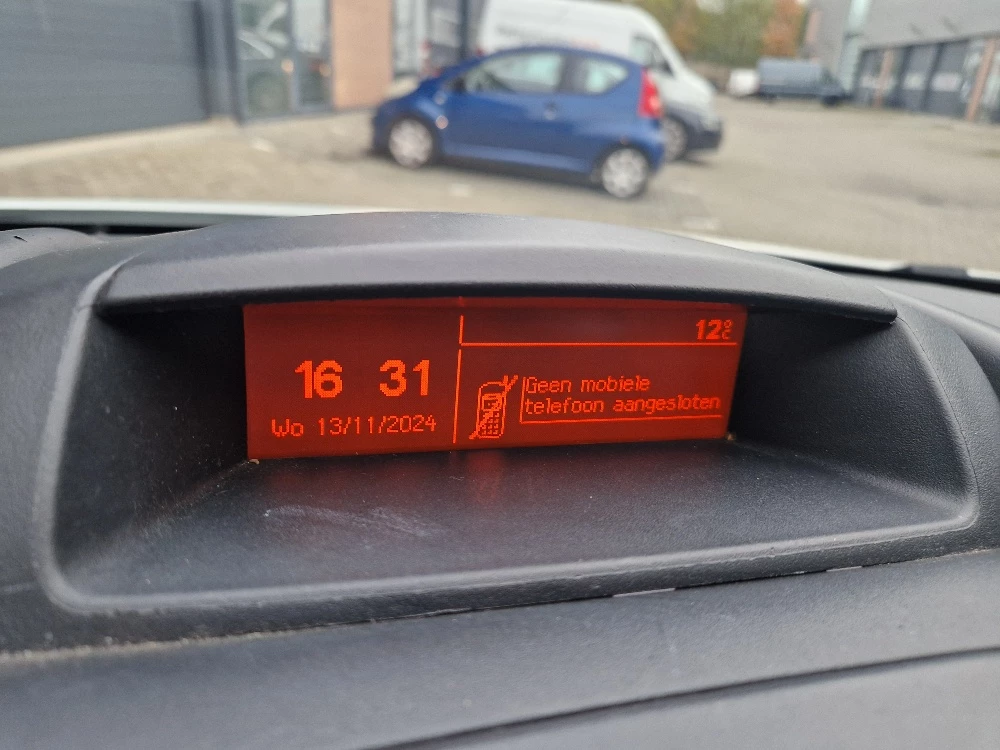 12°C
16 31
Wo 13/11/2024
Geen mobiele
telefoon aangesloten